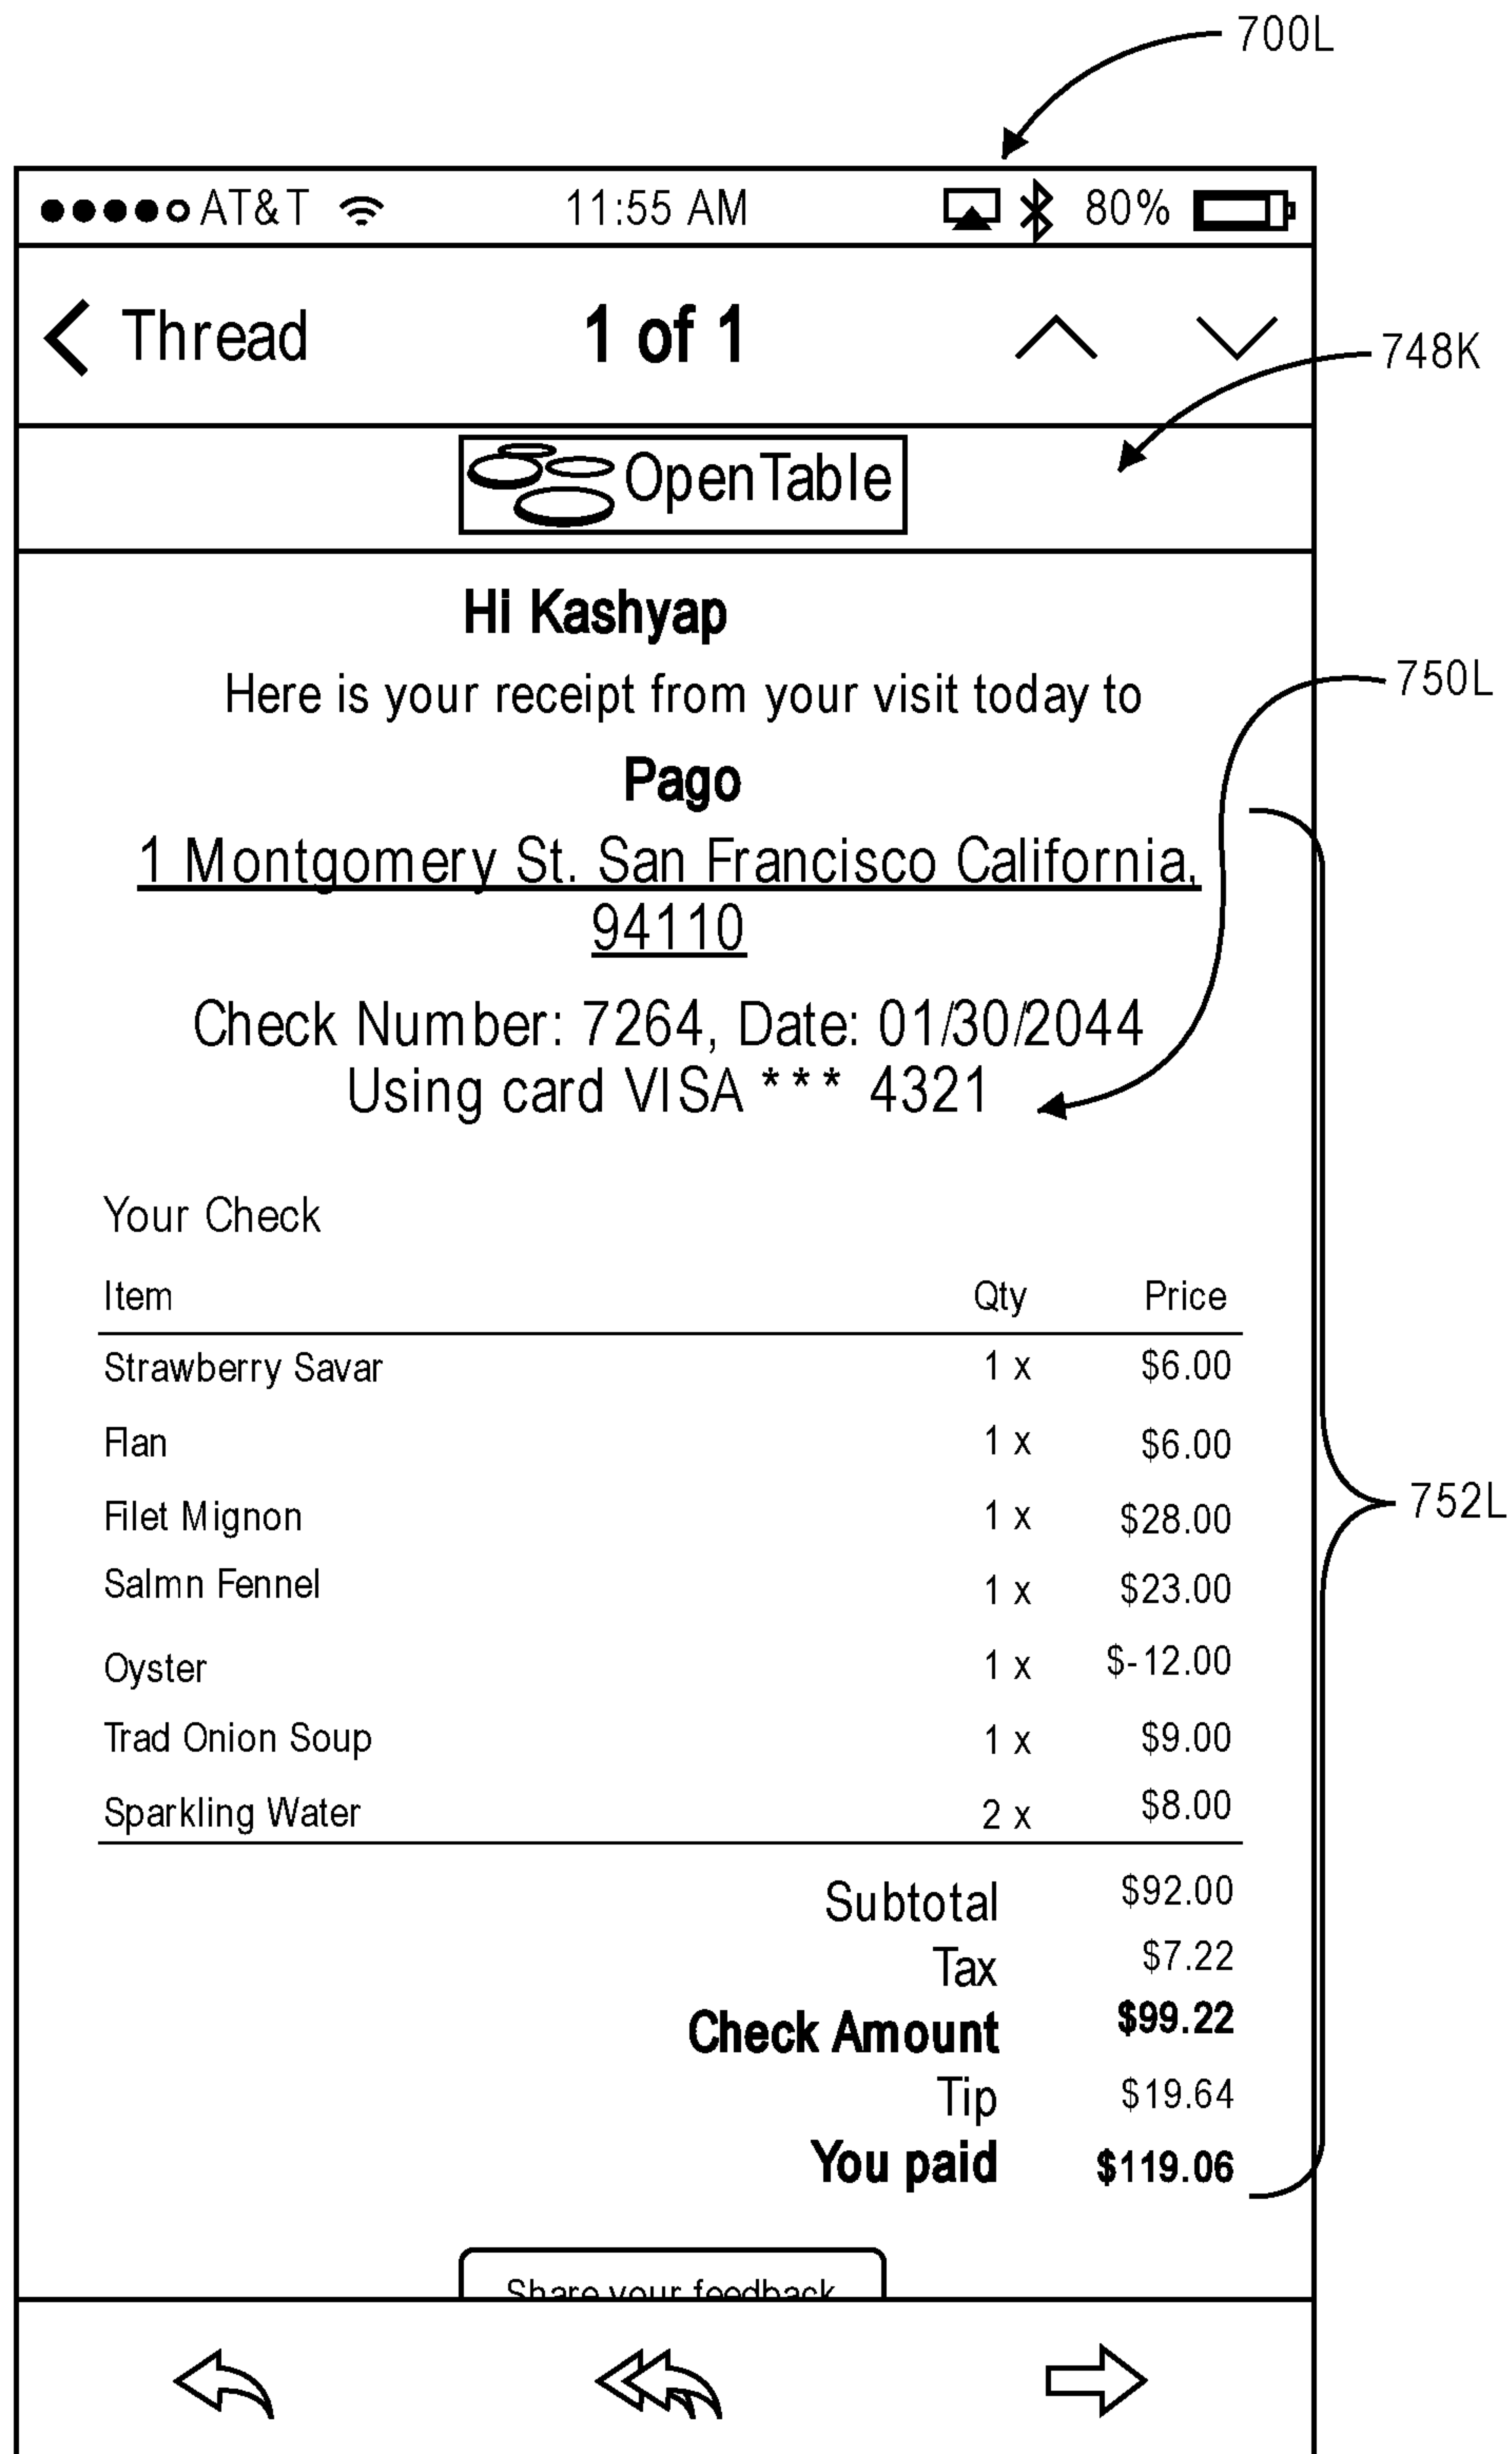 700L
AT&T 11:55 AM 80%
Thread 1 of 1
748K
OpenTable
Hi Kashyap
Here is your receipt from your visit today to
750L
Pago
1 Montgomery St. San Francisco California,
94110
Check Number: 7264, Date: 01/30/2044
Using card VISA *** 4321
Your Check
Item Qty Price
Strawberry Savar 1 x $6.00
Flan 1 x $6.00
Filet Mignon 1 x $28.00
752L
Salmn Fennel 1 x $23.00
Oyster 1 x $-12.00
Trad Onion Soup 1 x $9.00
Sparkling Water 2 x $8.00
Subtotal $92.00
Tax $7.22
Check Amount $99.22
Tip $19.64
You paid $119.06
Share your feedback